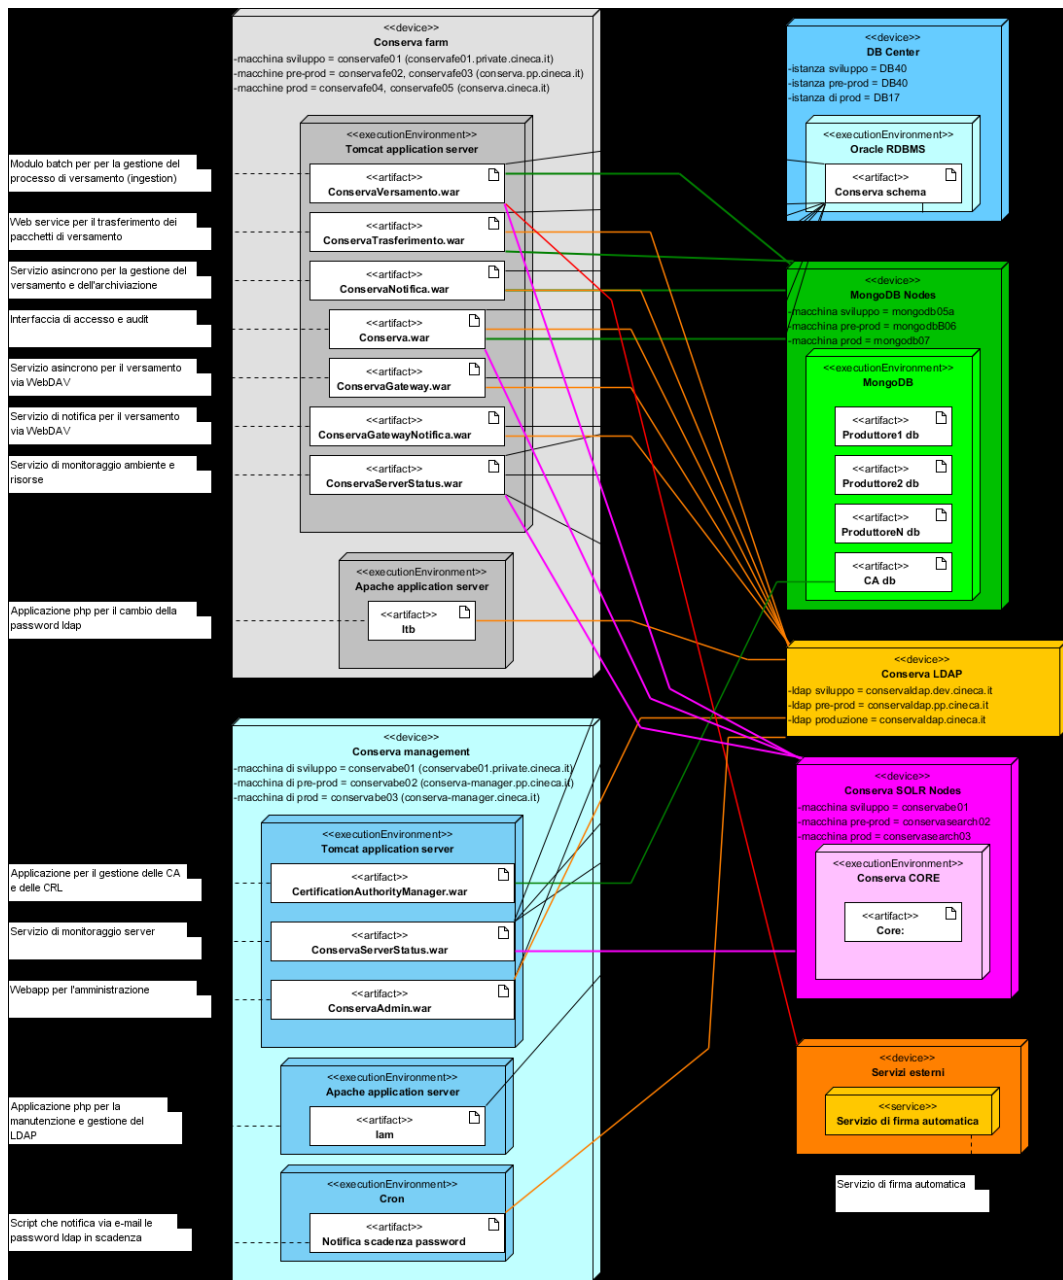 <<device>>
Conserva farm
-macchina sviluppo = conservafe01 (conservafe01.private.cineca.it)
-macchine pre-prod = conservafe02, conservafe03 (conserva.pp.cineca.it)
-macchine prod = conservafe04, conservafe05 (conserva.cineca.it)
<<executionEnvironment>>
Tomcat application server
<<artifact>>
ConservaVersamento.war
<<artifact>>
ConservaTrasferimento.war
<<artifact>>
ConservaNotifica.war
<<artifact>>
Conserva.war
<<artifact>>
ConservaGateway.war
<<artifact>>
ConservaGatewayNotifica.war
<<artifact>>
ConservaServerStatus.war
<<executionEnvironment>>
Apache application server
<<artifact>>
ltb
Modulo batch per per la gestione del
processo di versamento (ingestion)
Web service per il trasferimento dei
pacchetti di versamento
Servizio asincrono per la gestione del
versamento e dell'archiviazione
Interfaccia di accesso e audit
Servizio asincrono per il versamento
via WebDAV
Servizio di notifica per il versamento
via WebDAV
Servizio di monitoraggio ambiente e
risorse
Applicazione php per il cambio della
password ldap
<<device>>
DB Center
-istanza sviluppo = DB40
-istanza pre-prod = DB40
-istanza di prod = DB17
<<executionEnvironment>>
Oracle RDBMS
<<artifact>>
Conserva schema
<<device>>
MongoDB Nodes
-macchina sviluppo = mongodb05a
-macchina pre-prod = mongodbB06
-macchina prod = mongodb07
<<executionEnvironment>>
MongoDB
<<artifact>>
Produttore1 db
<<artifact>>
Produttore2 db
<<artifact>>
ProduttoreN db
<<artifact>>
CA db
<<device>>
Conserva LDAP
-ldap sviluppo = conservaldap.dev.cineca.it
-ldap pre-prod = conservaldap.pp.cineca.it
-ldap produzione = conservaldap.cineca.it
<<device>>
Conserva management
-macchina di sviluppo = conservabe01 (conservabe01.priivate.cineca.it)
-macchina di pre-prod = conservabe02 (conserva-manager.pp.cineca.it)
-macchina di prod = conservabe03 (conserva-manager.cineca.it)
<<executionEnvironment>>
Tomcat application server
<<artifact>>
CertificationAuthorityManager.war
<<artifact>>
ConservaServerStatus.war
<<artifact>>
ConservaAdmin.war
<<executionEnvironment>>
Apache application server
<<artifact>>
lam
<<executionEnvironment>>
Cron
<<artifact>>
Notifica scadenza password
Applicazione per il gestione delle CA
e delle CRL
Servizio di monitoraggio server
Webapp per l'amministrazione
Applicazione php per la
manutenzione e gestione del
LDAP
Script che notifica via e-mail le
password ldap in scadenza
<<device>>
Conserva SOLR Nodes
-macchina sviluppo = conservabe01
-macchina pre-prod = conservasearch02
-macchina prod = conservasearch03
<<executionEnvironment>>
Conserva CORE
<<artifact>>
Core:
<<device>>
Servizi esterni
<<service>>
Servizio di firma automatica
Servizio di firma automatica